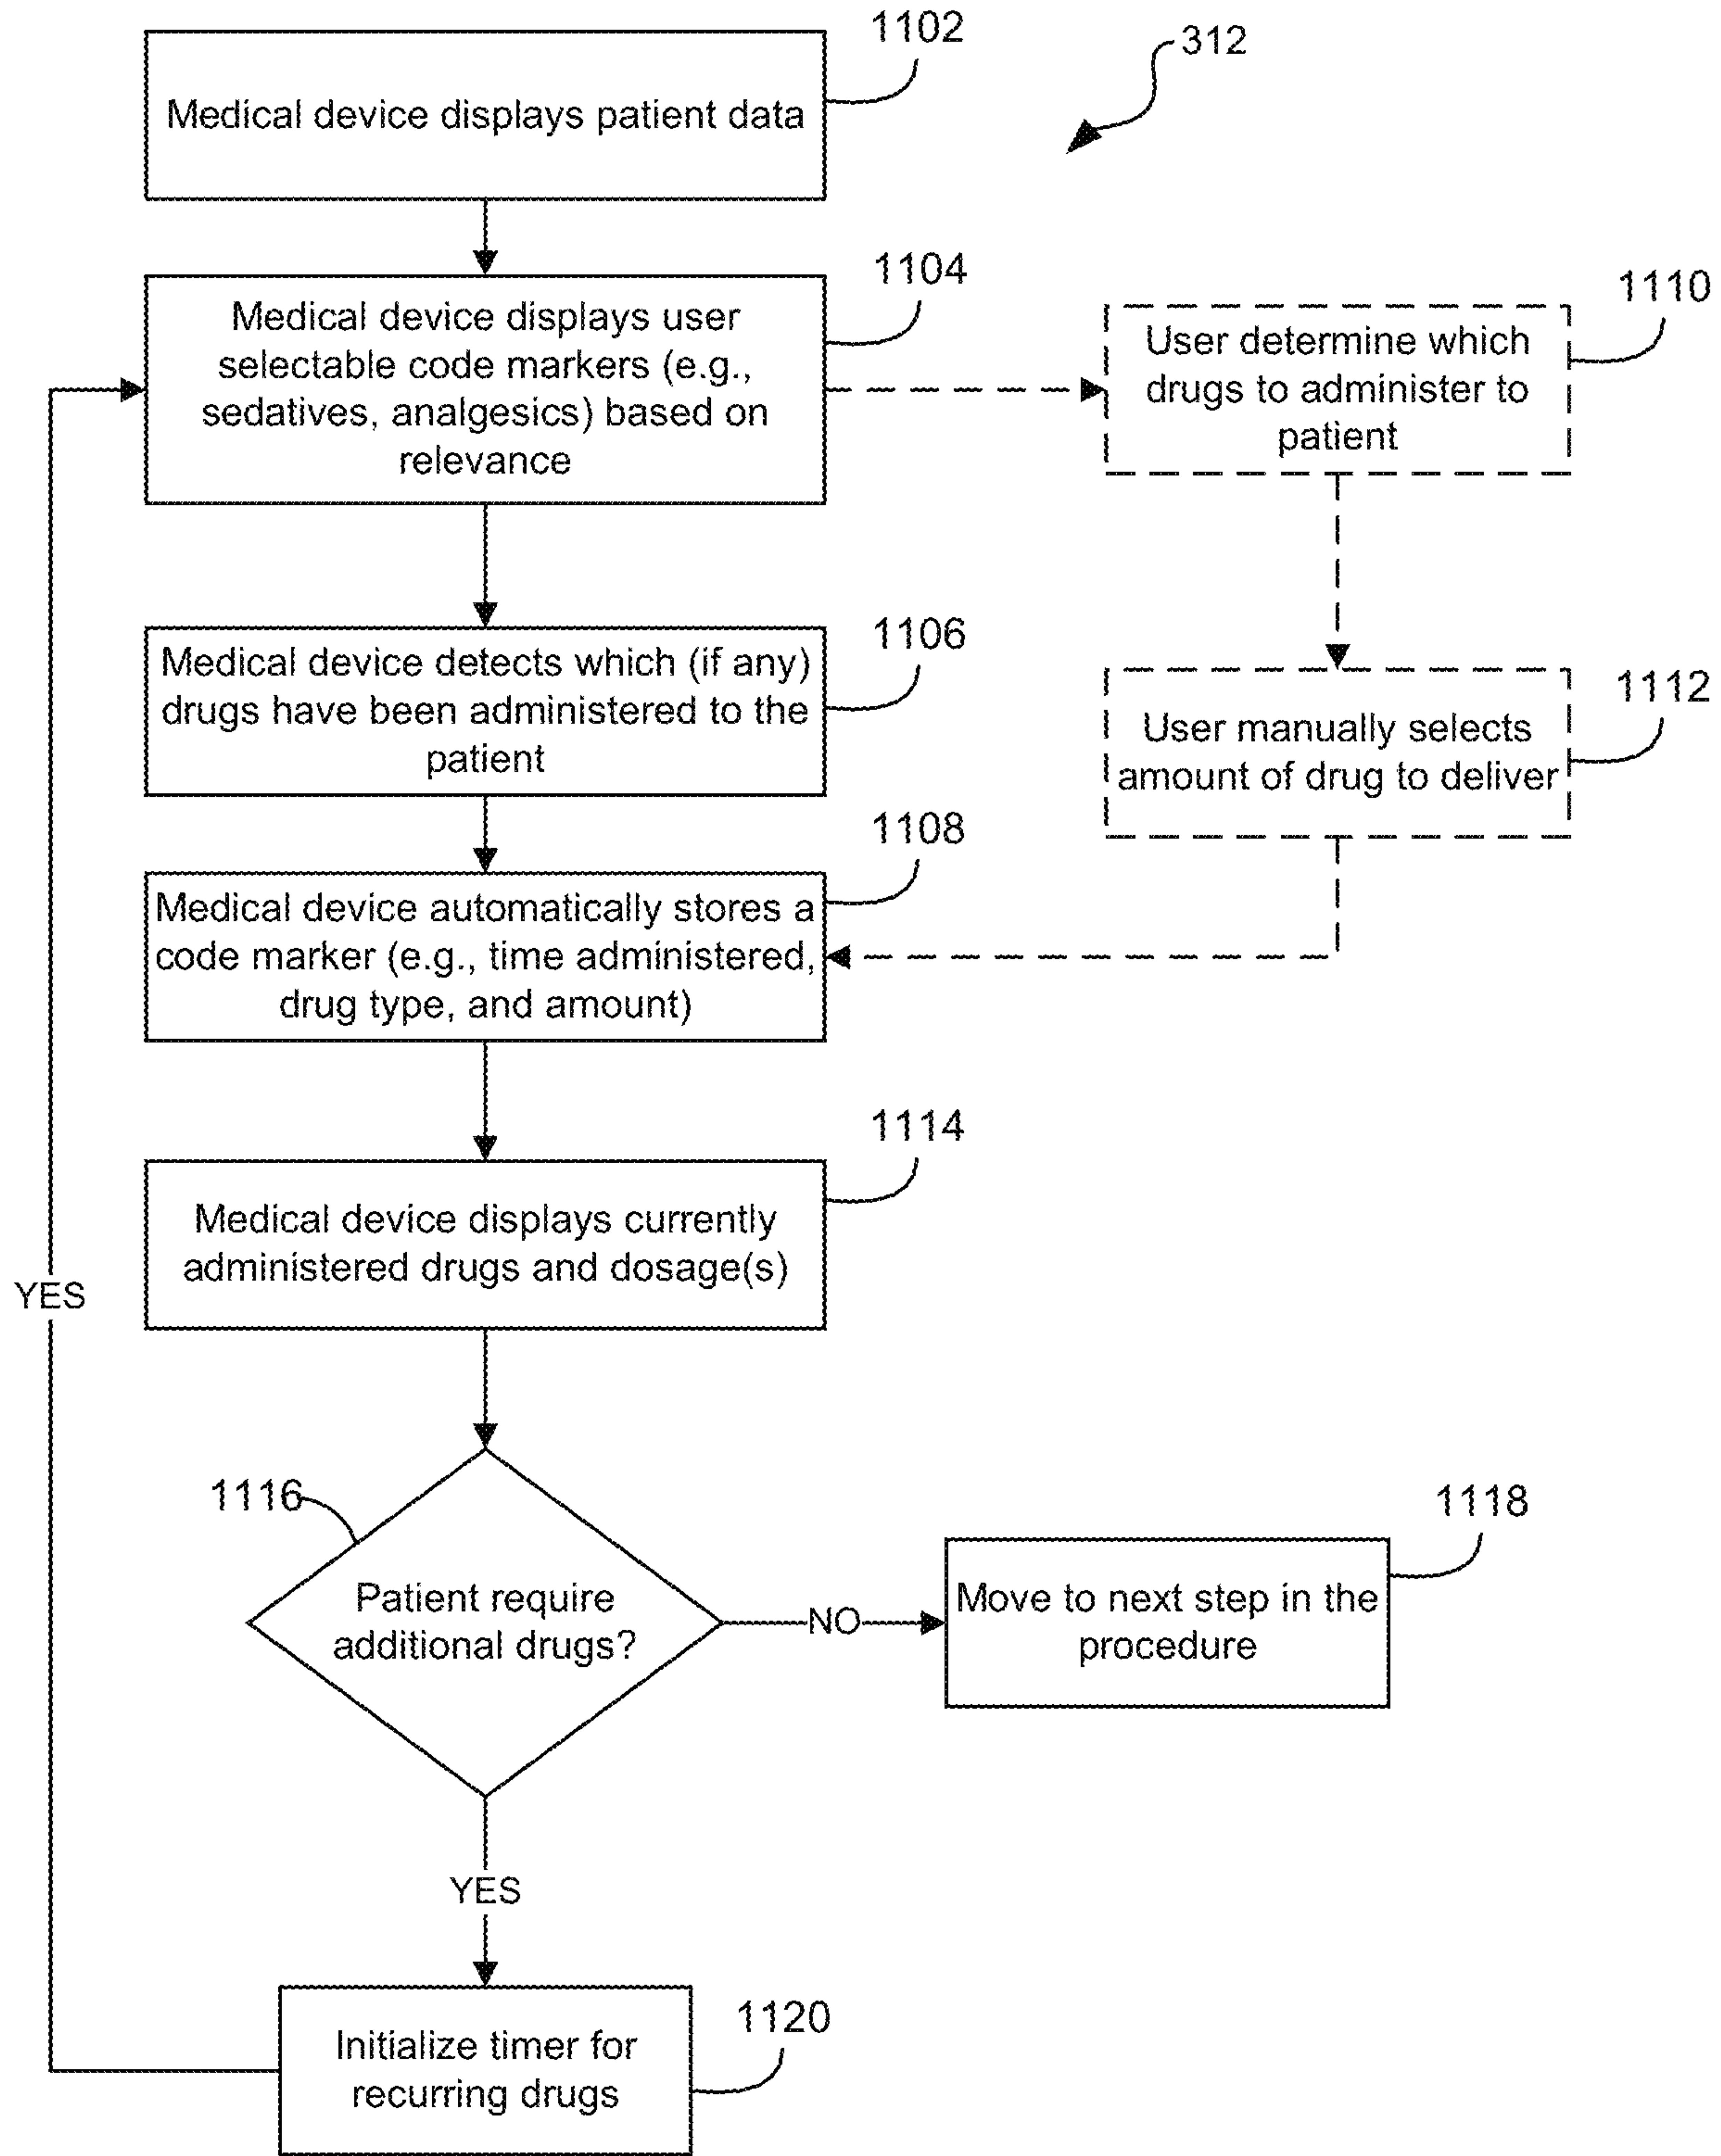 1102
312
Medical device displays patient data
1104
Medical device displays user
selectable code markers (e.g.,
sedatives, analgesics) based on
relevance
1110
User determine which
drugs to administer to
patient
1106
Medical device detects which (if any)
drugs have been administered to the
patient
1112
User manually selects
amount of drug to deliver
1108
Medical device automatically stores a
code marker (e.g., time administered,
drug type, and amount)
1114
Medical device displays currently
administered drugs and dosage(s)
YES
1116
Patient require
additional drugs?
NO
1118
Move to next step in the
procedure
YES
1120
Initialize timer for
recurring drugs